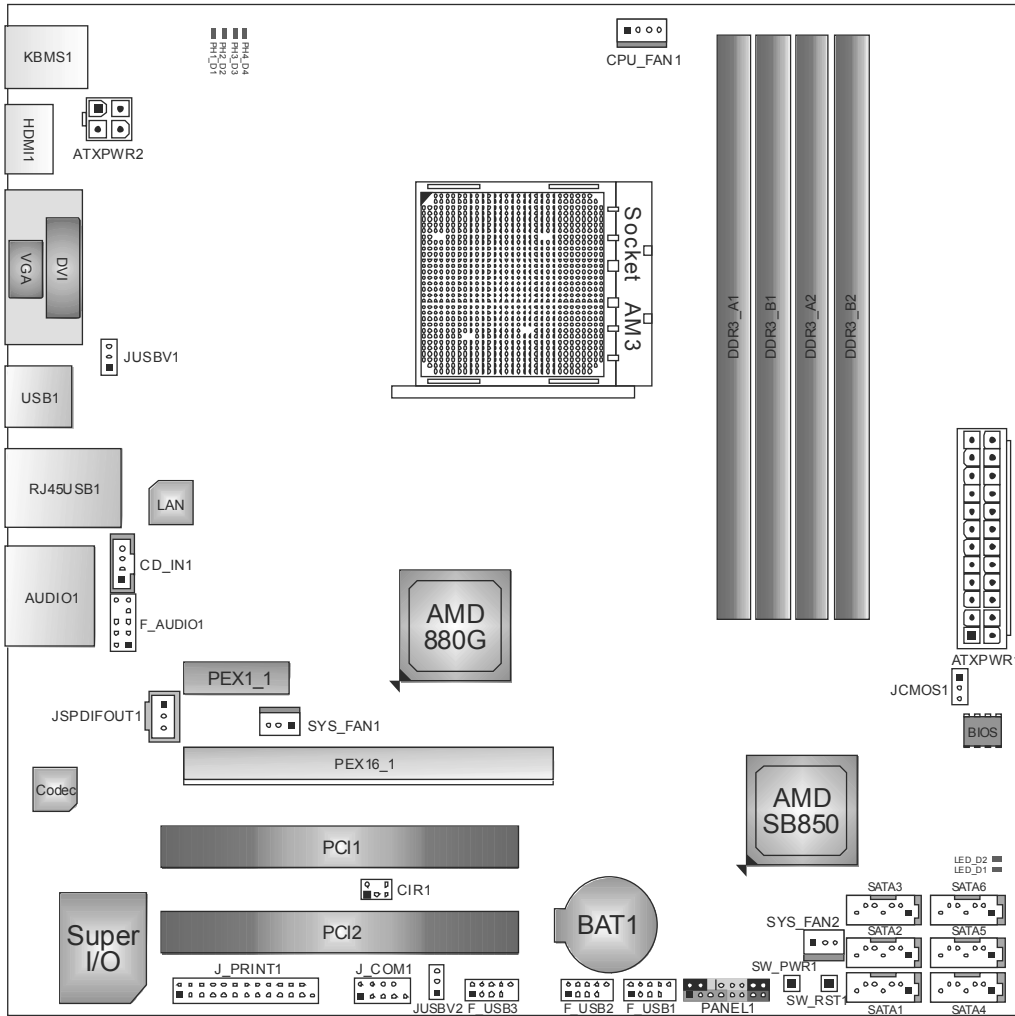 KBMS1
PH1_D1
PH2_D2
PH3_D3
PH4_D4
CPU_FAN1
HDMI1
ATXPWR2
Socket AM3
VGA
DVI
DDR3_A1
DDR3_B1
DDR3_A2
DDR3_B2
JUSBV1
USB1
RJ45USB1
LAN
CD_IN1
AUDIO1
F_AUDIO1
AMD
880G
ATXPWR1
PEX1_1
JCMOS1
JSPDIFOUT1
SYS_FAN1
BIOS
PEX16_1
Codec
AMD
SB850
PCI1
LED_D2
LED_D1
CIR1
SATA3
SATA6
Super
I/O
PCI2
BAT1
SYS_FAN2
SATA2
SATA5
J_PRINT1
J_COM1
SW_PWR1
JUSBV2
F_USB3
F_USB2
F_USB1
PANEL1
SW_RST1
SATA1
SATA4